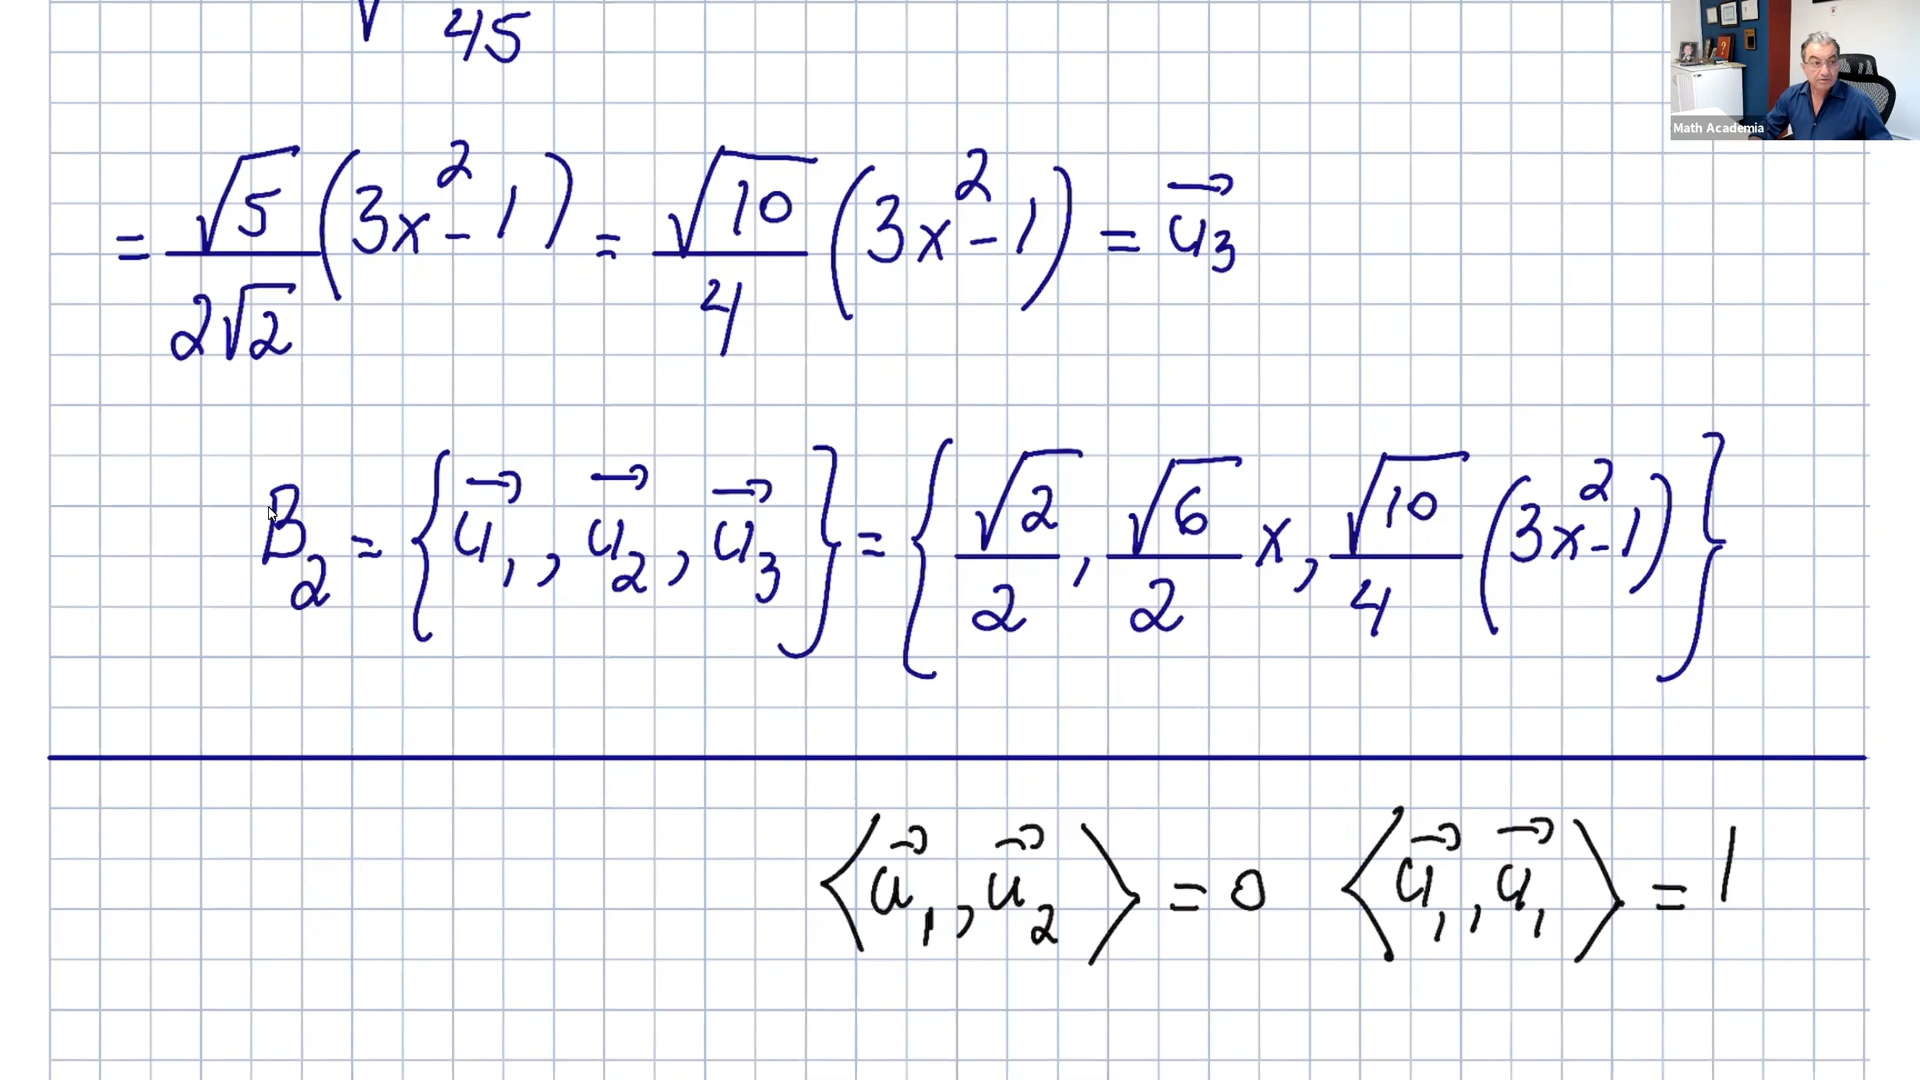 √ 45
Math Academia
= √5/2√2 (3x² - 1) = √10/4 (3x² - 1) = u⃗₃
B₂ = {u⃗₁, u⃗₂, u⃗₃} = {√2/2, √6/2 x, √10/4 (3x² - 1)}
⟨u⃗₁, u⃗₂⟩ = 0 ⟨u⃗₁, u⃗₁⟩ = 1